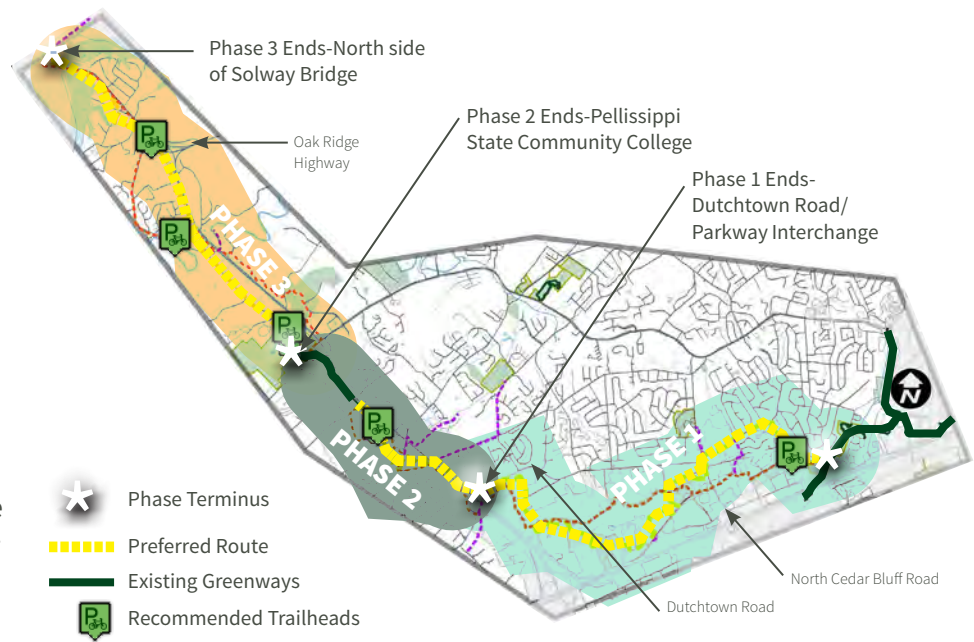 Phase 3 Ends-North side
of Solway Bridge
Phase 2 Ends-Pellissippi
State Community College
Oak Ridge
Highway
Phase 1 Ends-
Dutchtown Road/
Parkway Interchange
P
P
PHASE 3
P
N
P
PHASE 1
P
PHASE 2
Phase Terminus
Preferred Route
Existing Greenways
P
Recommended Trailheads
North Cedar Bluff Road
Dutchtown Road